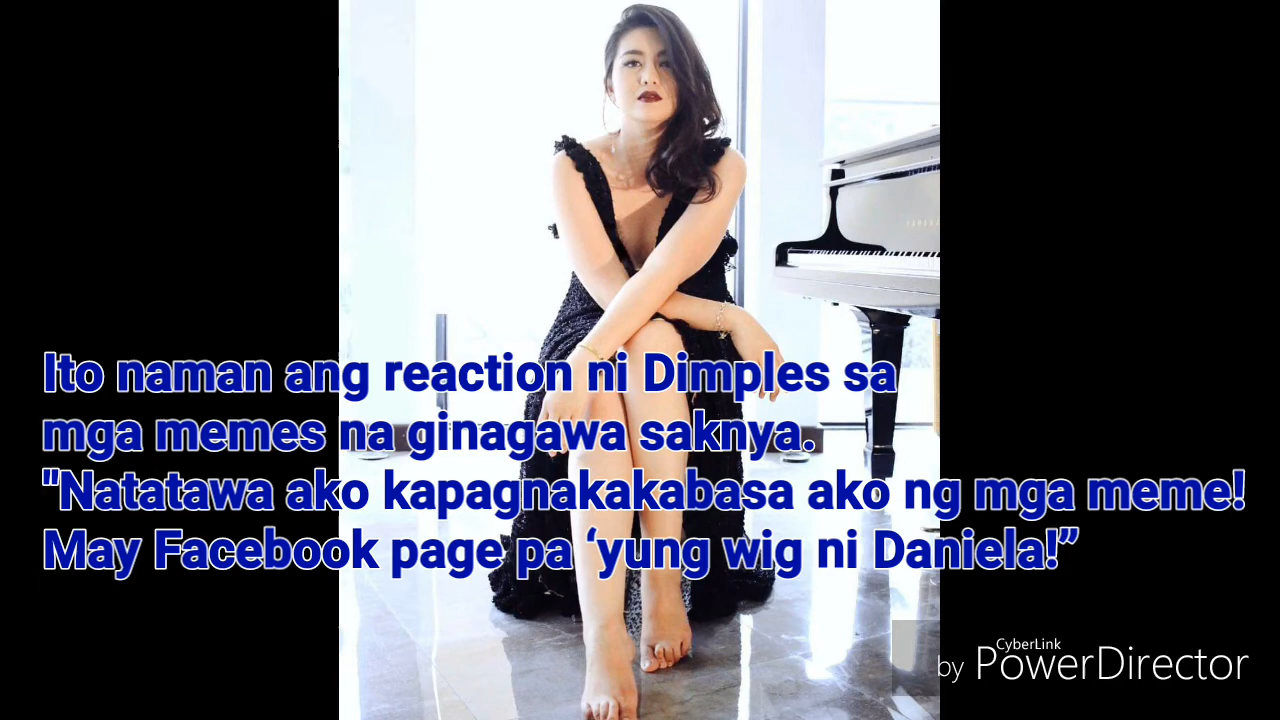 Ito naman ang reaction ni Dimples sa
mga memes na ginagawa saknya.
"Natatawa ako kapagnakakabasa ako ng mga meme!
May Facebook page pa ‘yung wig ni Daniela!”
CyberLink
by PowerDirector